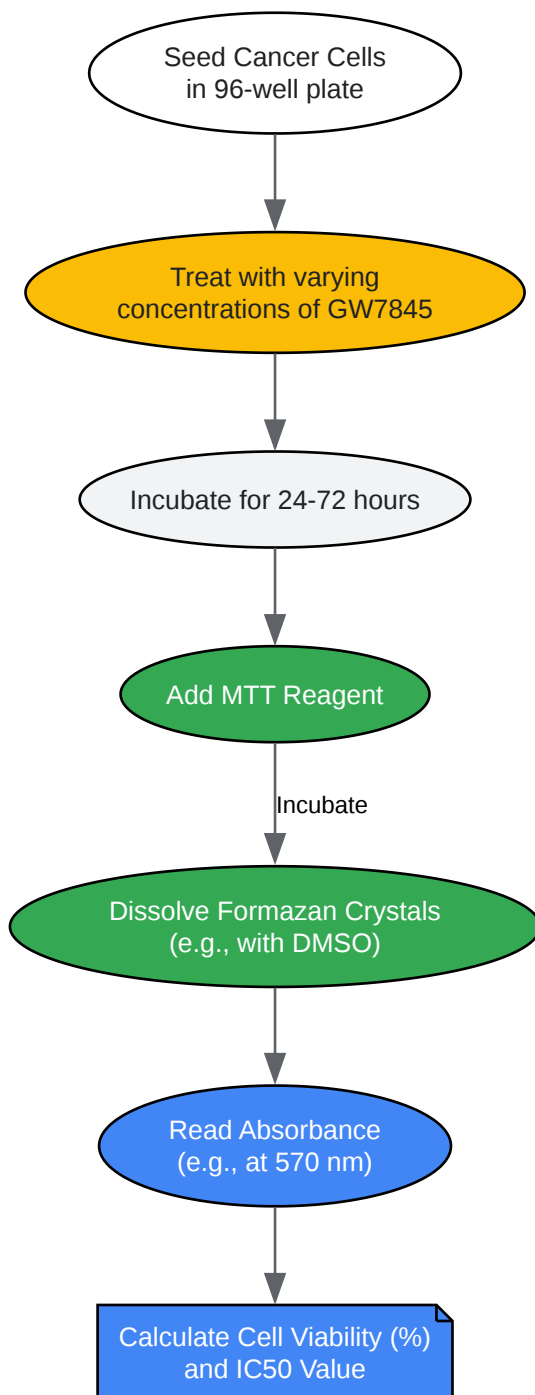 Seed Cancer Cells
in 96-well plate
Treat with varying
concentrations of GW7845
Incubate for 24-72 hours
Add MTT Reagent
Incubate
Dissolve Formazan Crystals
(e.g., with DMSO)
Read Absorbance
(e.g., at 570 nm)
Calculate Cell Viability (%)
and IC50 Value